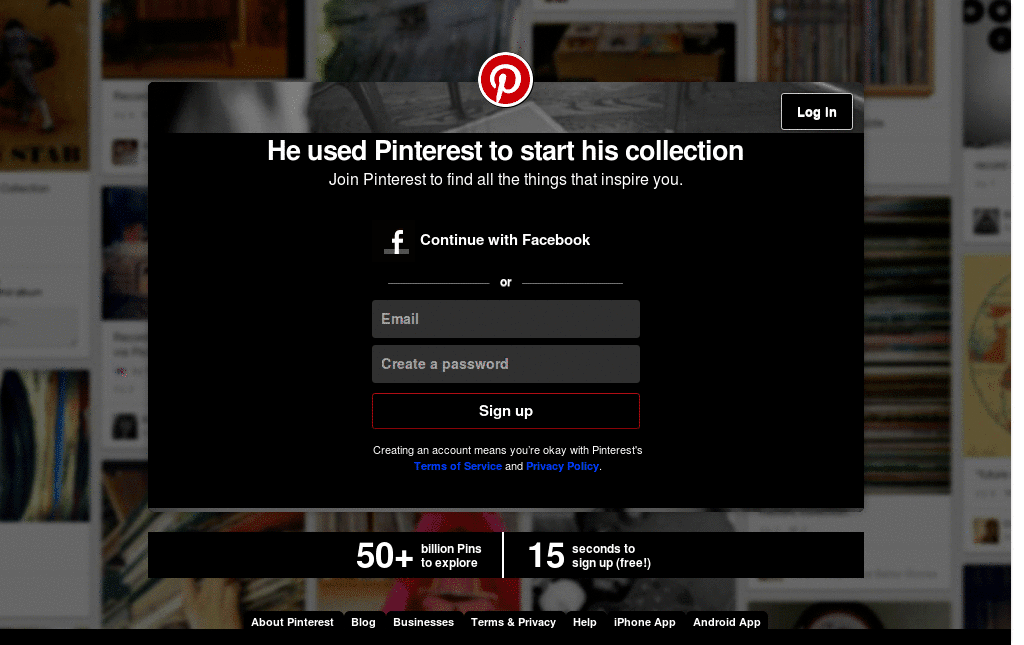 Log in
He used Pinterest to start his collection
Join Pinterest to find all the things that inspire you.
f Continue with Facebook
or
Email
Create a password
Sign up
Creating an account means you're okay with Pinterest's
Terms of Service and Privacy Policy.
50+ billion Pins to explore
15 seconds to sign up (free!)
About Pinterest Blog Businesses Terms & Privacy Help iPhone App Android App